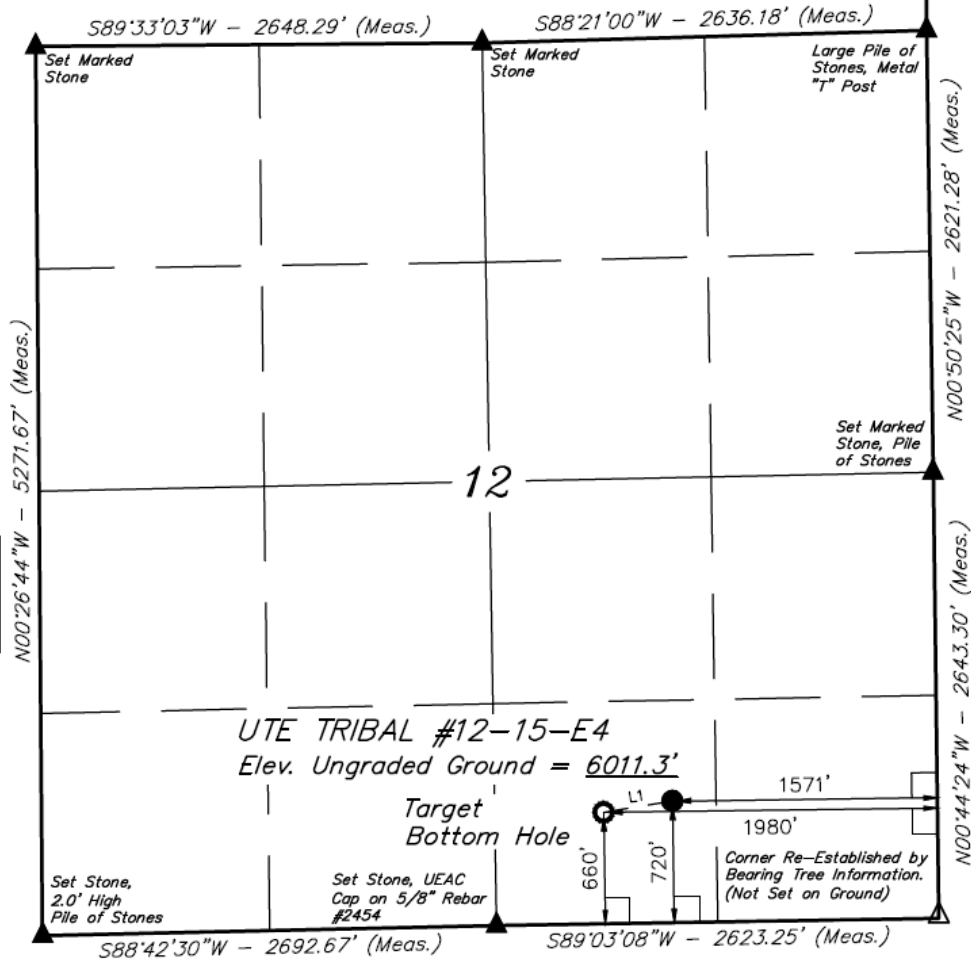 S89°33'03"W - 2648.29' (Meas.)
S88°21'00"W - 2636.18' (Meas.)
Set Marked
Stone
Set Marked
Stone
Large Pile of
Stones, Metal
"T" Post
N00°50'25"W - 2621.28' (Meas.)
N00°26'44"W - 5271.67' (Meas.)
Set Marked
Stone, Pile
of Stones
12
N00°44'24"W - 2643.30' (Meas.)
UTE TRIBAL #12-15-E4
Elev. Ungraded Ground = 6011.3'
Target
Bottom Hole
L1
1571'
1980'
660'
720'
Corner Re-Established by
Bearing Tree Information.
(Not Set on Ground)
Set Stone,
2.0' High
Pile of Stones
Set Stone, UEAC
Cap on 5/8" Rebar
#2454
S88°42'30"W - 2692.67' (Meas.)
S89°03'08"W - 2623.25' (Meas.)